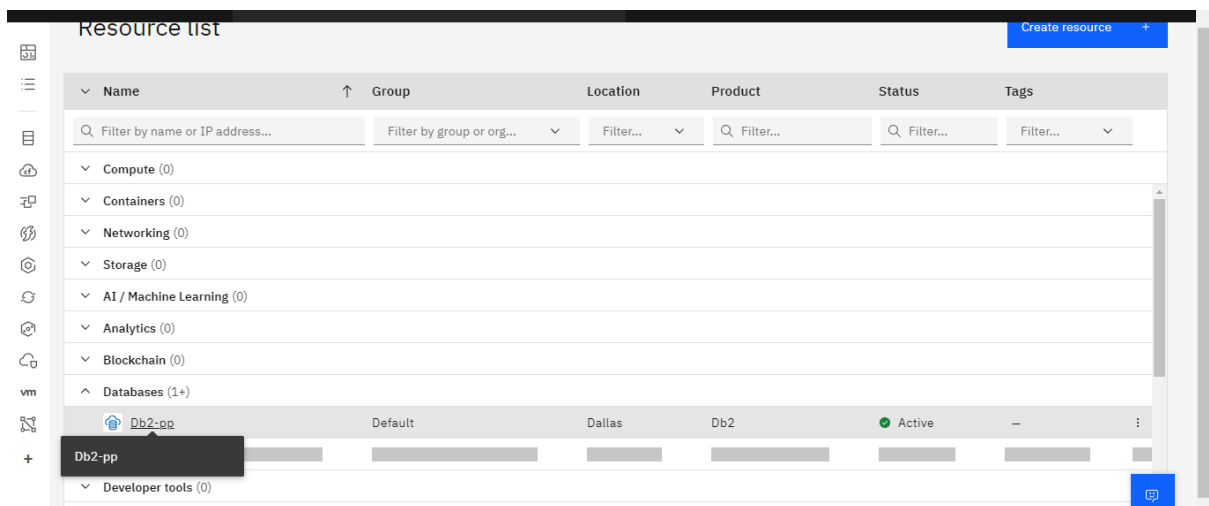 Resource list
Create resource +
Name Group Location Product Status Tags
Filter by name or IP address... Filter by group or org... Filter... Filter... Filter... Filter...
Compute (0)
Containers (0)
Networking (0)
Storage (0)
AI / Machine Learning (0)
Analytics (0)
Blockchain (0)
vm
Databases (1+)
Db2-pp Default Dallas Db2 Active –
Db2-pp
Developer tools (0)